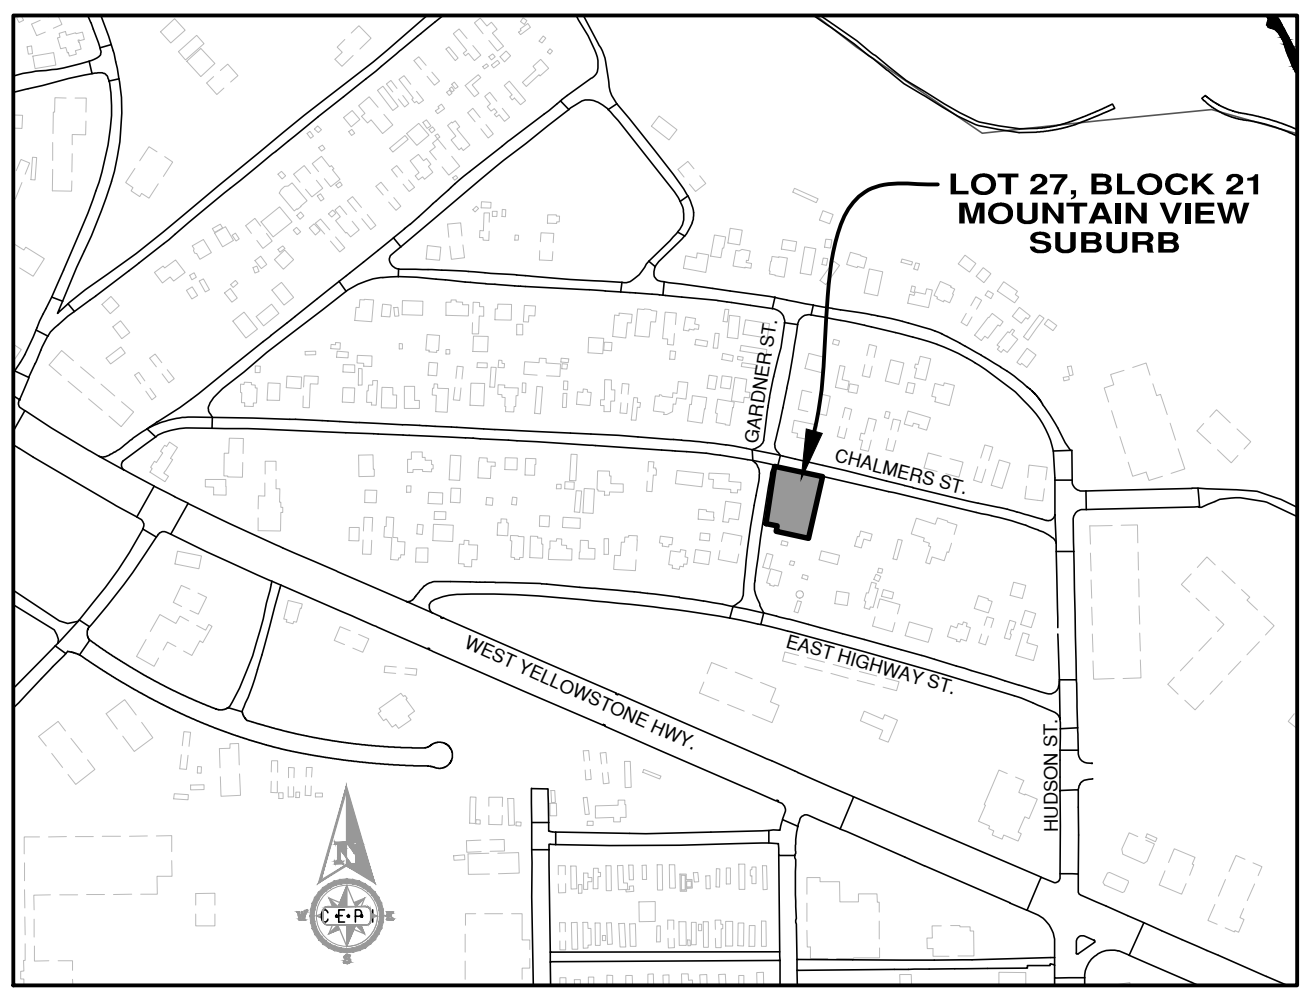 LOT 27, BLOCK 21
MOUNTAIN VIEW
SUBURB
GARDNER ST.
CHALMERS ST.
EAST HIGHWAY ST.
WEST YELLOWSTONE HWY.
HUDSON ST.
N
W
C·E·P·I
E
S